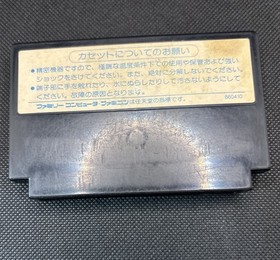 カセットについてのお願い
●精密機器ですので、極端な温度条件下での使用や保管および強い
ショックをさけてください。また、絶対に分解しないでください。
●端子部に手を触れたり、水にぬらしたりして汚さないようにして
ください。故障の原因となります。
ファミリーコンピュータ・ファミコンは任天堂の商標です。